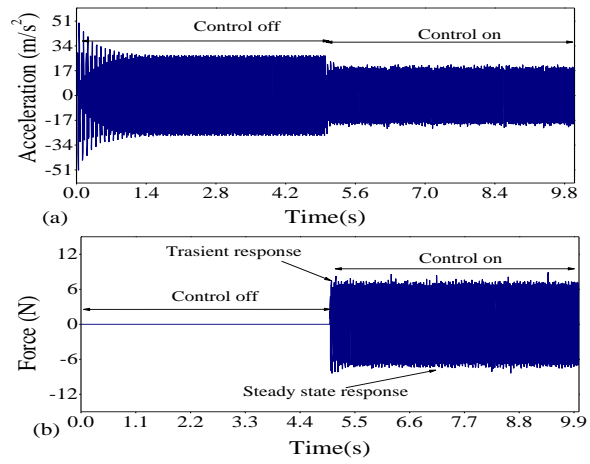 51
34
17
0
-17
-34
-51
Acceleration (m/s²)
Control off
Control on
0.0 1.4 2.8 4.2 5.6 7.0 8.4 9.8
Time(s)
(a)
12
6
0
-6
-12
Force (N)
Trasient response
Control on
Control off
Steady state response
0.0 1.1 2.2 3.3 4.4 5.5 6.6 7.7 8.8 9.9
Time(s)
(b)